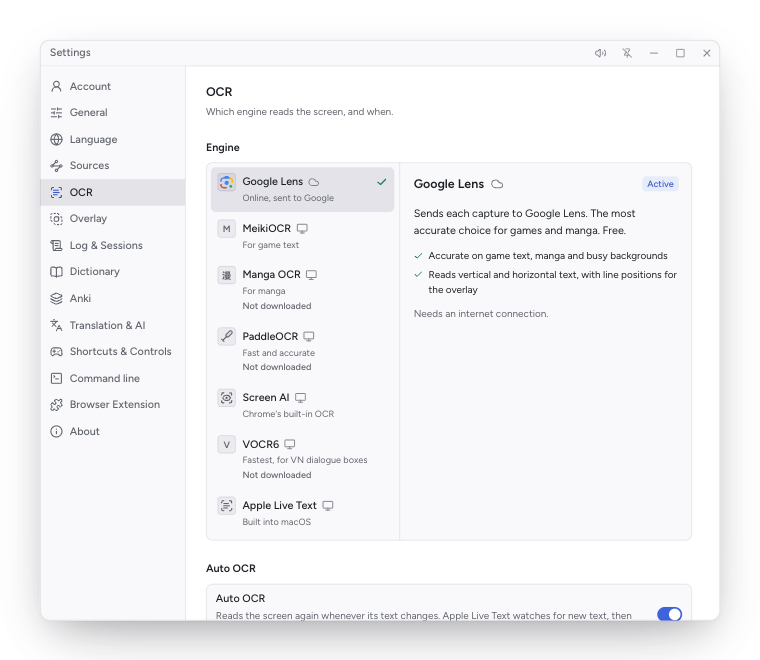 Settings
Account
General
Language
Sources
OCR
Overlay
Log & Sessions
Dictionary
Anki
Translation & AI
Shortcuts & Controls
Command line
Browser Extension
About
OCR
Which engine reads the screen, and when.
Engine
Google Lens
Online, sent to Google
M
MeikiOCR
For game text
漫
Manga OCR
For manga
Not downloaded
PaddleOCR
Fast and accurate
Not downloaded
Screen AI
Chrome's built-in OCR
V
VOCR6
Fastest, for VN dialogue boxes
Not downloaded
Apple Live Text
Built into macOS
Google Lens
Active
Sends each capture to Google Lens. The most
accurate choice for games and manga. Free.
Accurate on game text, manga and busy backgrounds
Reads vertical and horizontal text, with line positions for
the overlay
Needs an internet connection.
Auto OCR
Auto OCR
Reads the screen again whenever its text changes. Apple Live Text watches for new text, then